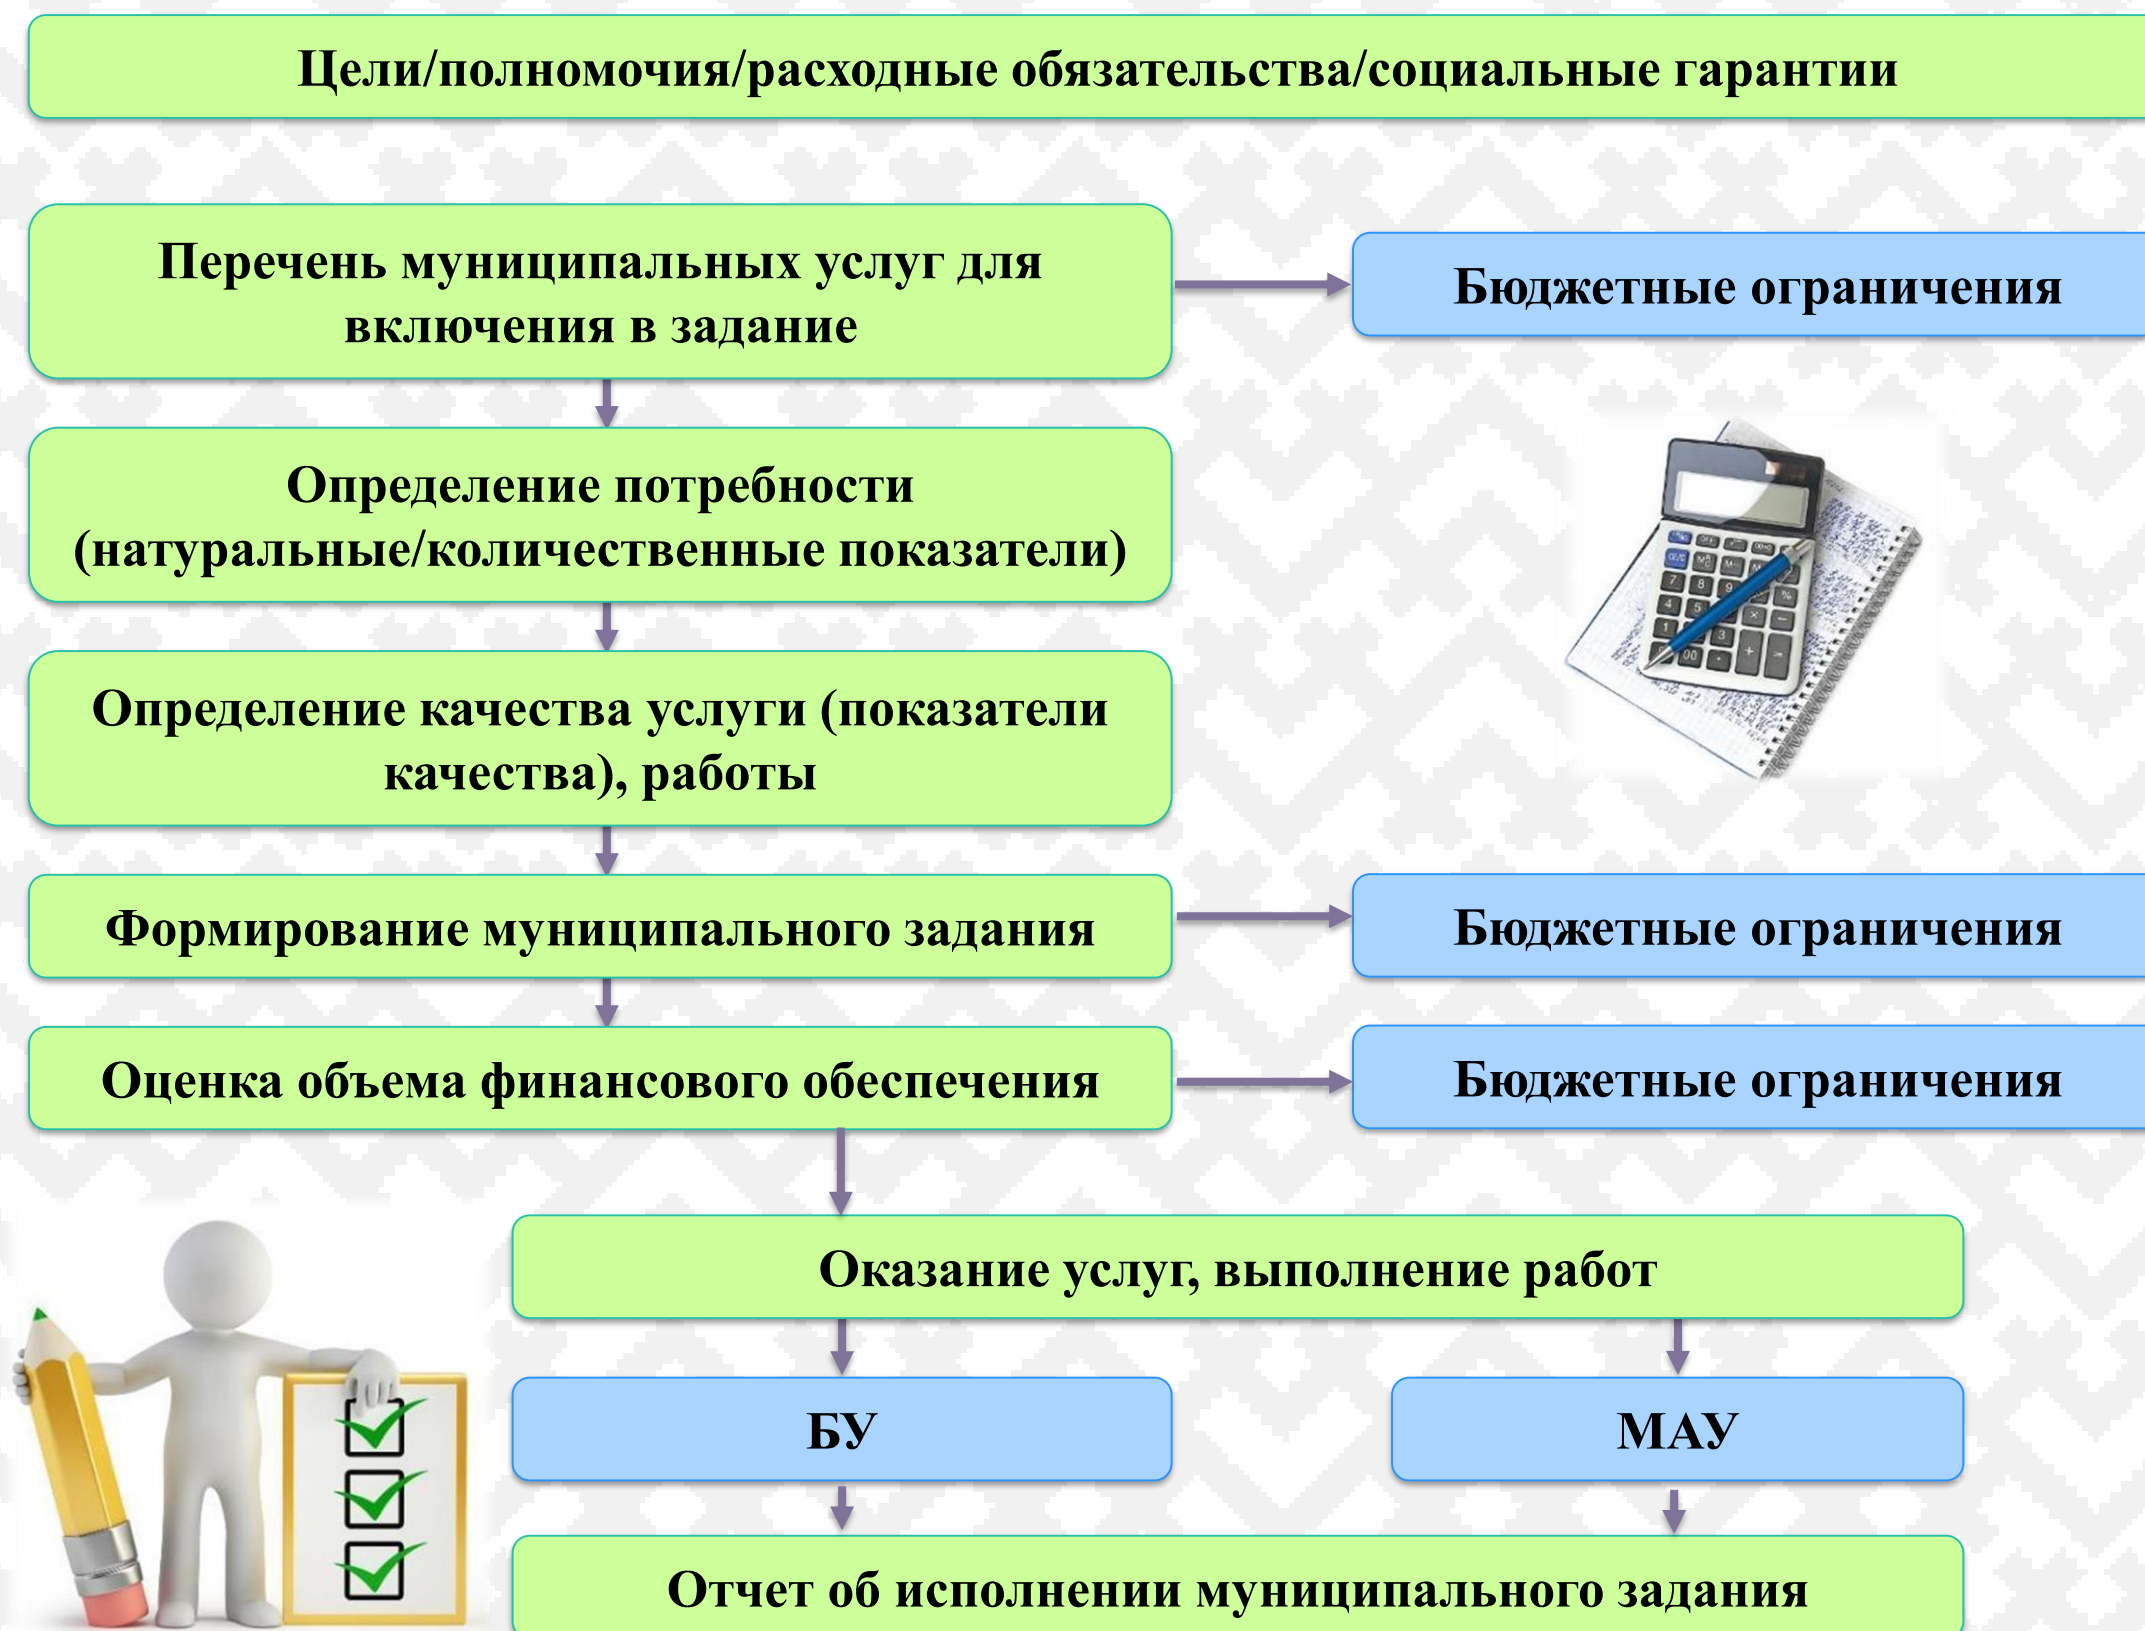 Цели/полномочия/расходные обязательства/социальные гарантии
Перечень муниципальных услуг для
включения в задание
Бюджетные ограничения
Определение потребности
(натуральные/количественные показатели)
Определение качества услуги (показатели
качества), работы
Формирование муниципального задания
Бюджетные ограничения
Оценка объема финансового обеспечения
Бюджетные ограничения
Оказание услуг, выполнение работ
БУ
МАУ
Отчет об исполнении муниципального задания